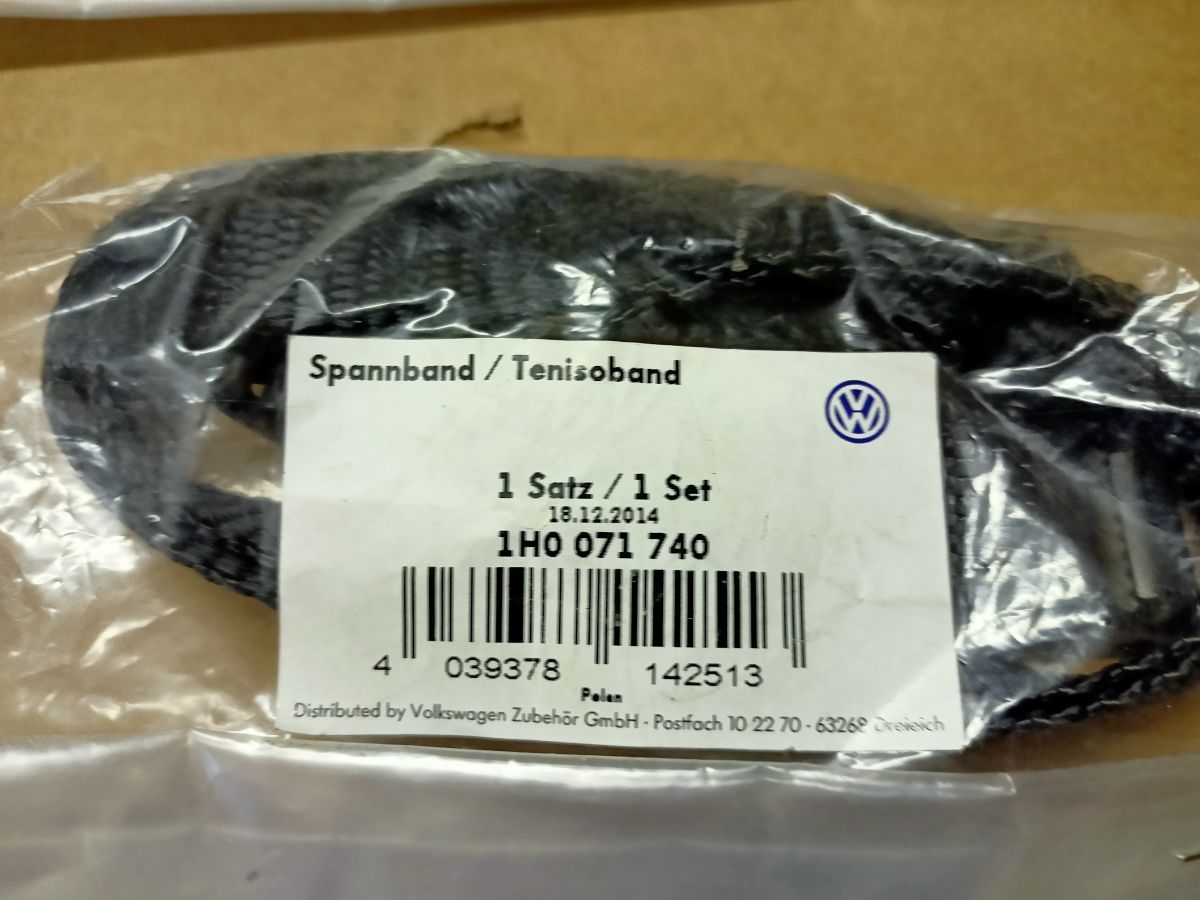 Spannband / Tenisoband
1 Satz / 1 Set
18.12.2014
1H0 071 740
4 039378 142513
Polen
Distributed by Volkswagen Zubehör GmbH - Postfach 10 22 70 - 63268 Dreieich